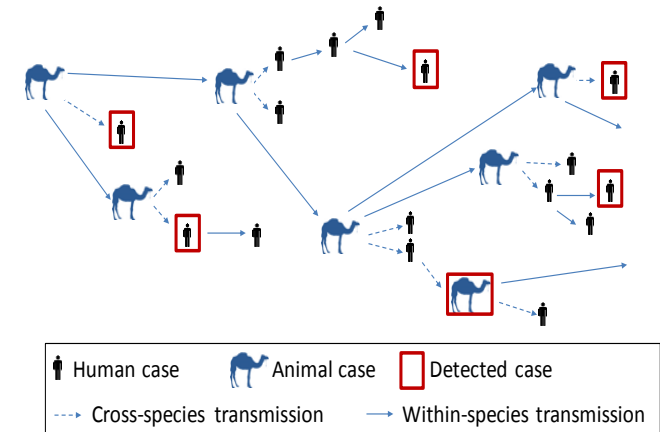 Human case Animal case Detected case
Cross-species transmission Within-species transmission